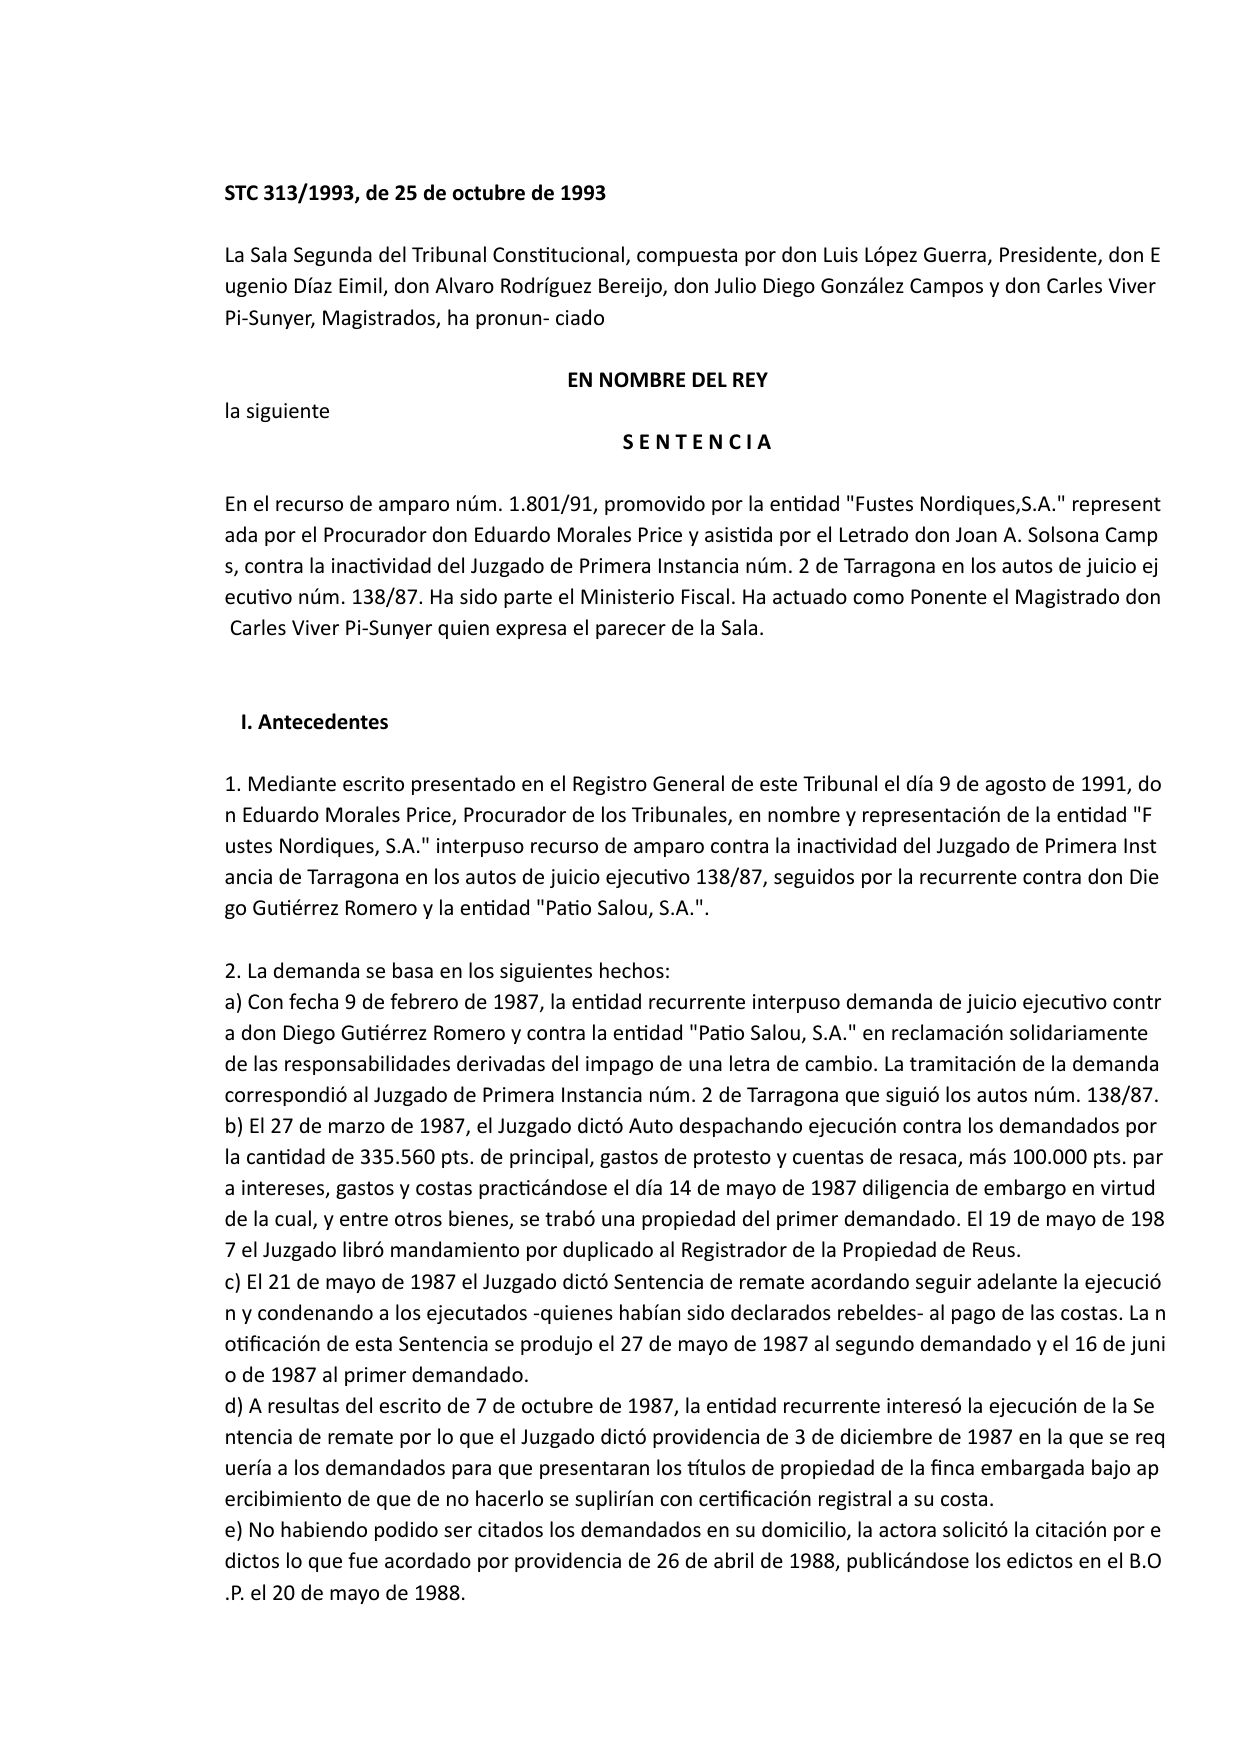 STC 313/1993, de 25 de octubre de 1993
La Sala Segunda del Tribunal Constitucional, compuesta por don Luis López Guerra, Presidente, don E
ugenio Díaz Eimil, don Alvaro Rodríguez Bereijo, don Julio Diego González Campos y don Carles Viver
Pi-Sunyer, Magistrados, ha pronun- ciado
EN NOMBRE DEL REY
la siguiente
S E N T E N C I A
En el recurso de amparo núm. 1.801/91, promovido por la entidad "Fustes Nordiques,S.A." represent
ada por el Procurador don Eduardo Morales Price y asistida por el Letrado don Joan A. Solsona Camp
s, contra la inactividad del Juzgado de Primera Instancia núm. 2 de Tarragona en los autos de juicio ej
ecutivo núm. 138/87. Ha sido parte el Ministerio Fiscal. Ha actuado como Ponente el Magistrado don
Carles Viver Pi-Sunyer quien expresa el parecer de la Sala.
I. Antecedentes
1. Mediante escrito presentado en el Registro General de este Tribunal el día 9 de agosto de 1991, do
n Eduardo Morales Price, Procurador de los Tribunales, en nombre y representación de la entidad "F
ustes Nordiques, S.A." interpuso recurso de amparo contra la inactividad del Juzgado de Primera Inst
ancia de Tarragona en los autos de juicio ejecutivo 138/87, seguidos por la recurrente contra don Die
go Gutiérrez Romero y la entidad "Patio Salou, S.A.".
2. La demanda se basa en los siguientes hechos:
a) Con fecha 9 de febrero de 1987, la entidad recurrente interpuso demanda de juicio ejecutivo contr
a don Diego Gutiérrez Romero y contra la entidad "Patio Salou, S.A." en reclamación solidariamente
de las responsabilidades derivadas del impago de una letra de cambio. La tramitación de la demanda
correspondió al Juzgado de Primera Instancia núm. 2 de Tarragona que siguió los autos núm. 138/87.
b) El 27 de marzo de 1987, el Juzgado dictó Auto despachando ejecución contra los demandados por
la cantidad de 335.560 pts. de principal, gastos de protesto y cuentas de resaca, más 100.000 pts. par
a intereses, gastos y costas practicándose el día 14 de mayo de 1987 diligencia de embargo en virtud
de la cual, y entre otros bienes, se trabó una propiedad del primer demandado. El 19 de mayo de 198
7 el Juzgado libró mandamiento por duplicado al Registrador de la Propiedad de Reus.
c) El 21 de mayo de 1987 el Juzgado dictó Sentencia de remate acordando seguir adelante la ejecució
n y condenando a los ejecutados -quienes habían sido declarados rebeldes- al pago de las costas. La n
otificación de esta Sentencia se produjo el 27 de mayo de 1987 al segundo demandado y el 16 de juni
o de 1987 al primer demandado.
d) A resultas del escrito de 7 de octubre de 1987, la entidad recurrente interesó la ejecución de la Se
ntencia de remate por lo que el Juzgado dictó providencia de 3 de diciembre de 1987 en la que se req
uería a los demandados para que presentaran los títulos de propiedad de la finca embargada bajo ap
ercibimiento de que de no hacerlo se suplirían con certificación registral a su costa.
e) No habiendo podido ser citados los demandados en su domicilio, la actora solicitó la citación por e
dictos lo que fue acordado por providencia de 26 de abril de 1988, publicándose los edictos en el B.O
.P. el 20 de mayo de 1988.